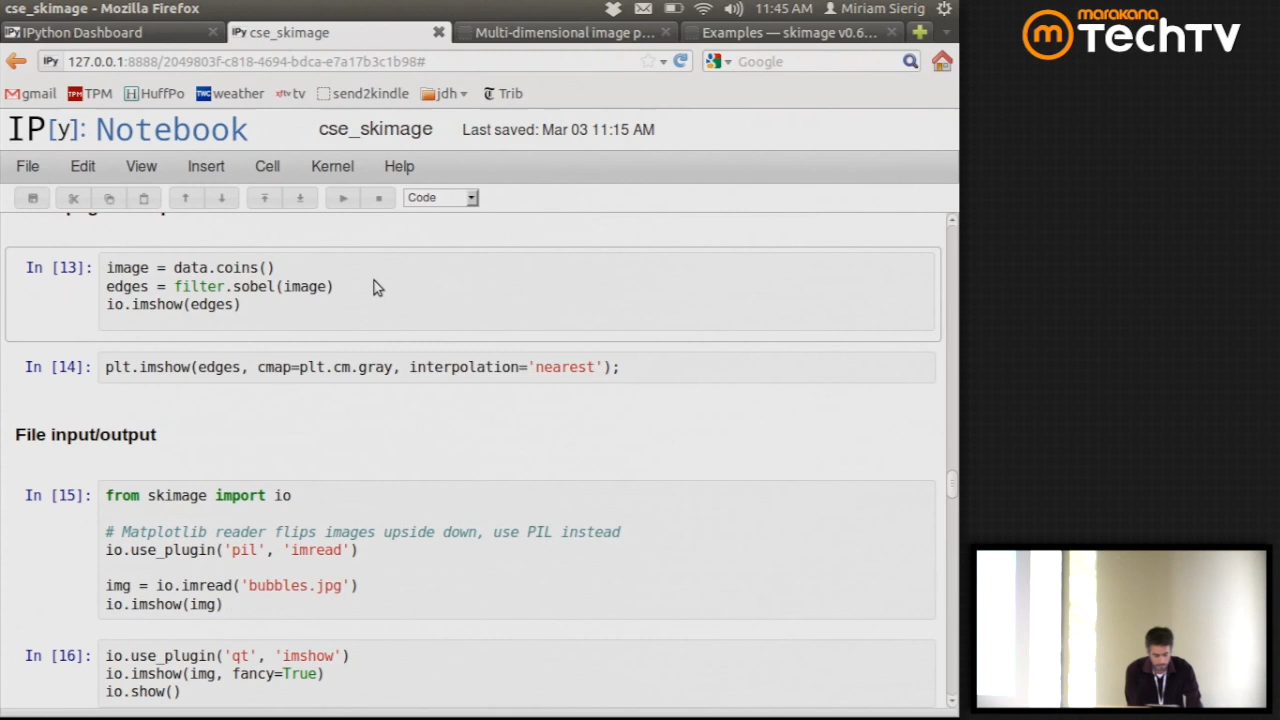 cse_skimage - Mozilla Firefox
11:45 AM
Miriam Sierig
marakana
m TechTV
IPy IPython Dashboard
IPy cse_skimage
Multi-dimensional image p...
Examples — skimage v0.6...
IPy 127.0.0.1:8888/2049803f-c818-4694-bdca-e7a17b3c1b98#
Google
gmail
TPM TPM
H HuffPo
TWC weather
xftv tv
send2kindle
jdh
T Trib
IP[y]: Notebook
cse_skimage
Last saved: Mar 03 11:15 AM
File
Edit
View
Insert
Cell
Kernel
Help
Code
In [13]:
image = data.coins()
edges = filter.sobel(image)
io.imshow(edges)
In [14]:
plt.imshow(edges, cmap=plt.cm.gray, interpolation='nearest');
File input/output
In [15]:
from skimage import io
# Matplotlib reader flips images upside down, use PIL instead
io.use_plugin('pil', 'imread')
img = io.imread('bubbles.jpg')
io.imshow(img)
In [16]:
io.use_plugin('qt', 'imshow')
io.imshow(img, fancy=True)
io.show()